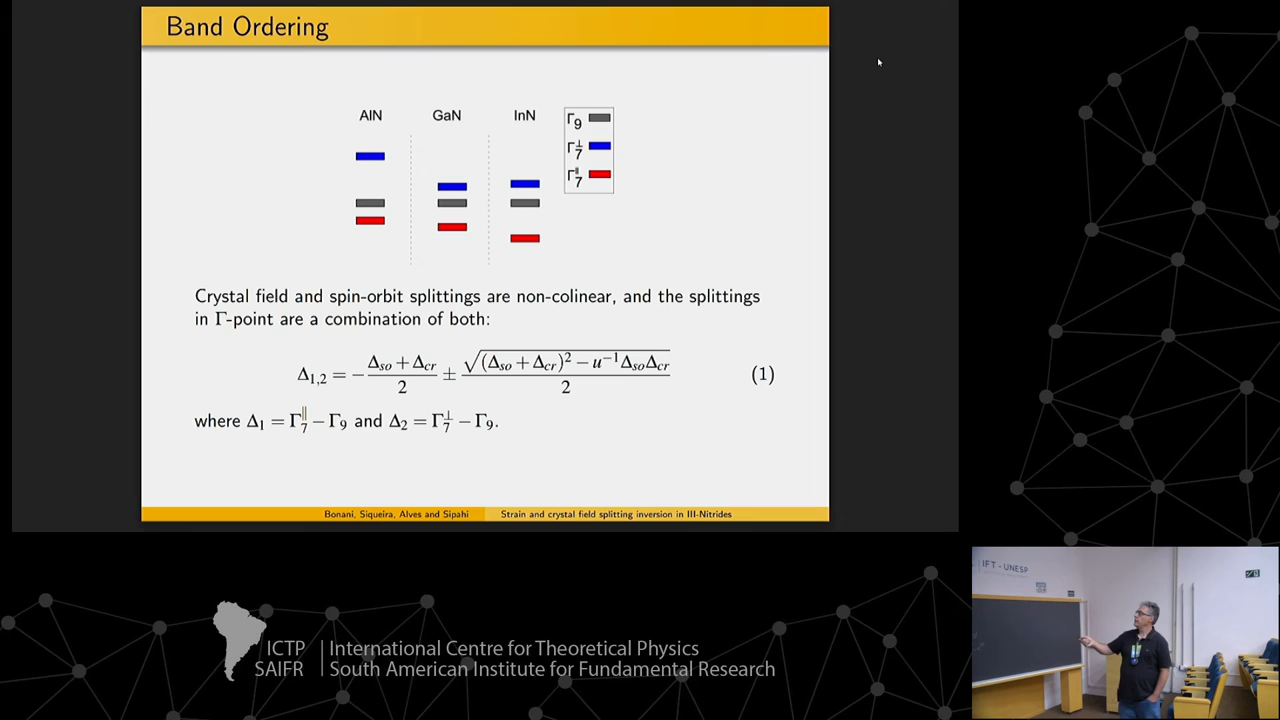 Band Ordering
AlN GaN InN
Γ9
Γ7⊥
Γ7∥
Crystal field and spin-orbit splittings are non-colinear, and the splittings
in Γ-point are a combination of both:
Δ1,2 = −(Δso + Δcr)/2 ± √((Δso + Δcr)² − u⁻¹ΔsoΔcr)/2 (1)
where Δ1 = Γ7∥ − Γ9 and Δ2 = Γ7⊥ − Γ9.
Bonani, Siqueira, Alves and Sipahi Strain and crystal field splitting inversion in III-Nitrides
IFT - UNESP
ICTP International Centre for Theoretical Physics
SAIFR South American Institute for Fundamental Research